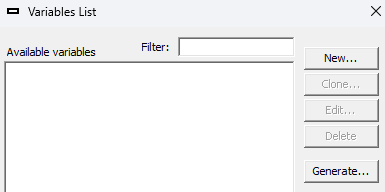 Variables List
Available variables
Filter:
New...
Clone...
Edit...
Delete
Generate...